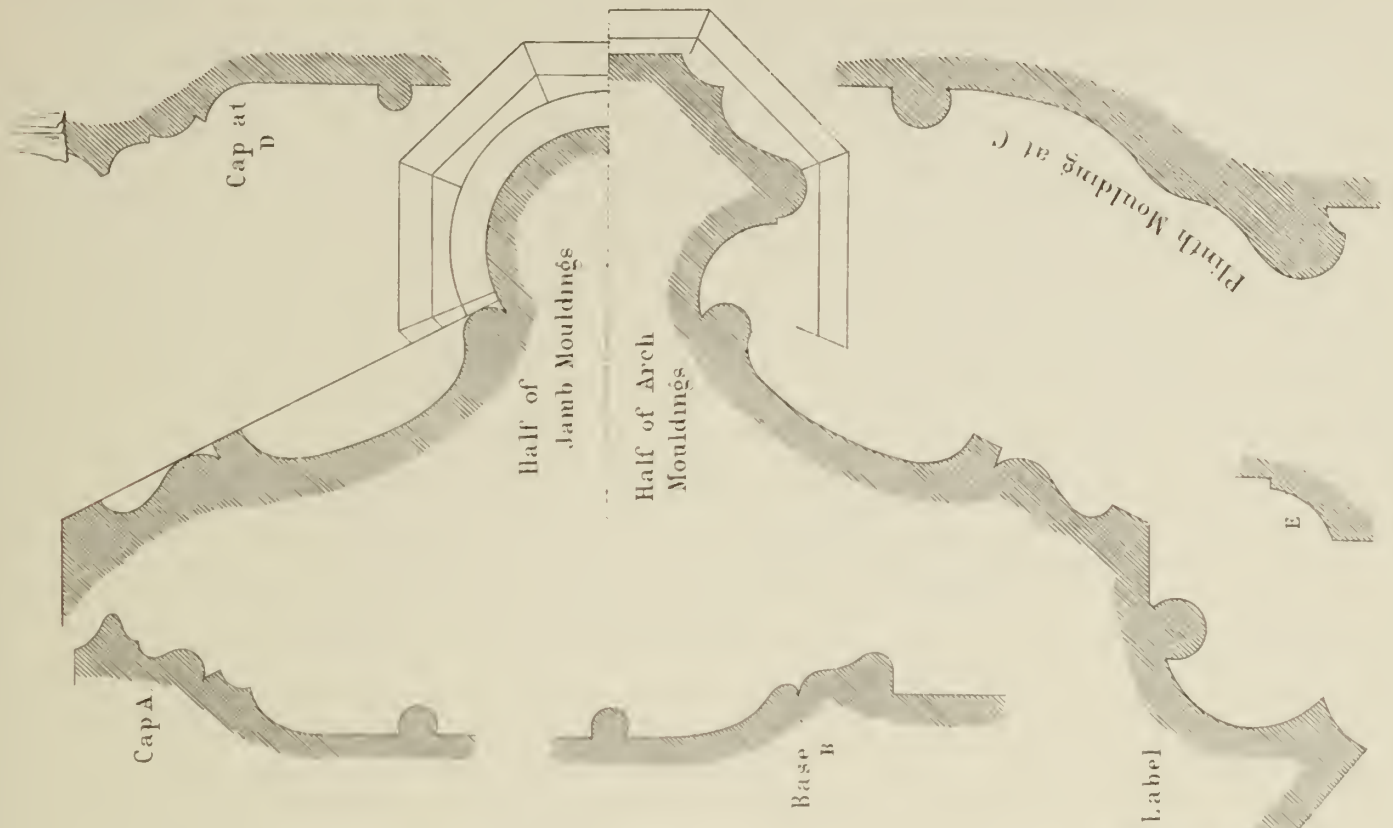 Cap at
D
Half of
Jamb Mouldings
Half of Arch
Mouldings
Plinth Moulding at C
Cap A
Base
B
Label
E